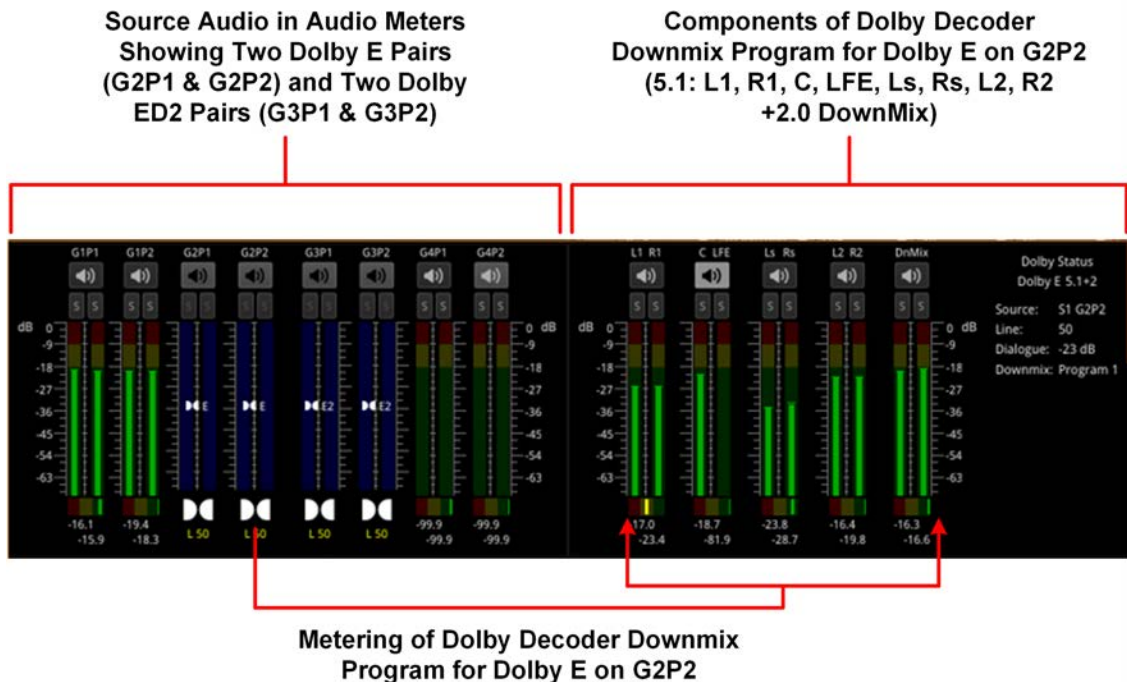 Source Audio in Audio Meters
Showing Two Dolby E Pairs
(G2P1 & G2P2) and Two Dolby
ED2 Pairs (G3P1 & G3P2)
Components of Dolby Decoder
Downmix Program for Dolby E on G2P2
(5.1: L1, R1, C, LFE, Ls, Rs, L2, R2
+2.0 DownMix)
G1P1 G1P2 G2P1 G2P2 G3P1 G3P2 G4P1 G4P2
S S S S S S S S S S S S S S S S
dB 0 0 dB
-9 -9
-18 -18
-27 -27
-36 E E E2 E2 -36
-45 -45
-54 -54
-63 -63
L 50 L 50 L 50 L 50
-16.1 -19.4 -99.9 -99.9
-15.9 -18.3 -99.9 -99.9
L1 R1 C LFE Ls Rs L2 R2 DnMix
S S S S S S S S S S
dB 0 0 dB
-9 -9
-18 -18
-27 -27
-36 -36
-45 -45
-54 -54
-63 -63
-17.0 -18.7 -23.8 -16.4 -16.3
-23.4 -81.9 -28.7 -19.8 -16.6
Dolby Status
Dolby E 5.1+2
Source: S1 G2P2
Line: 50
Dialogue: -23 dB
Downmix: Program 1
Metering of Dolby Decoder Downmix
Program for Dolby E on G2P2